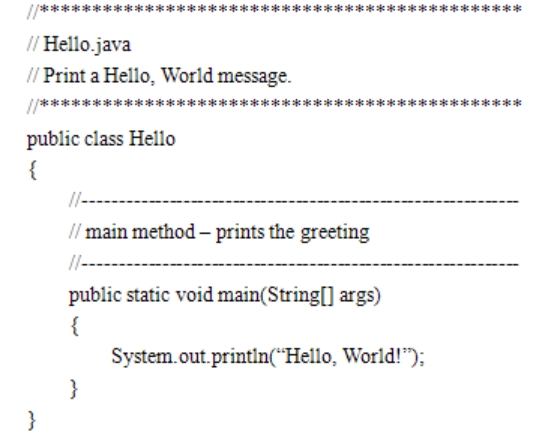 //**********************************************
// Hello.java
// Print a Hello, World message.
//**********************************************
public class Hello
{
//-----------------------------------------------------------
// main method – prints the greeting
//-----------------------------------------------------------
public static void main(String[] args)
{
System.out.println(“Hello, World!”);
}
}